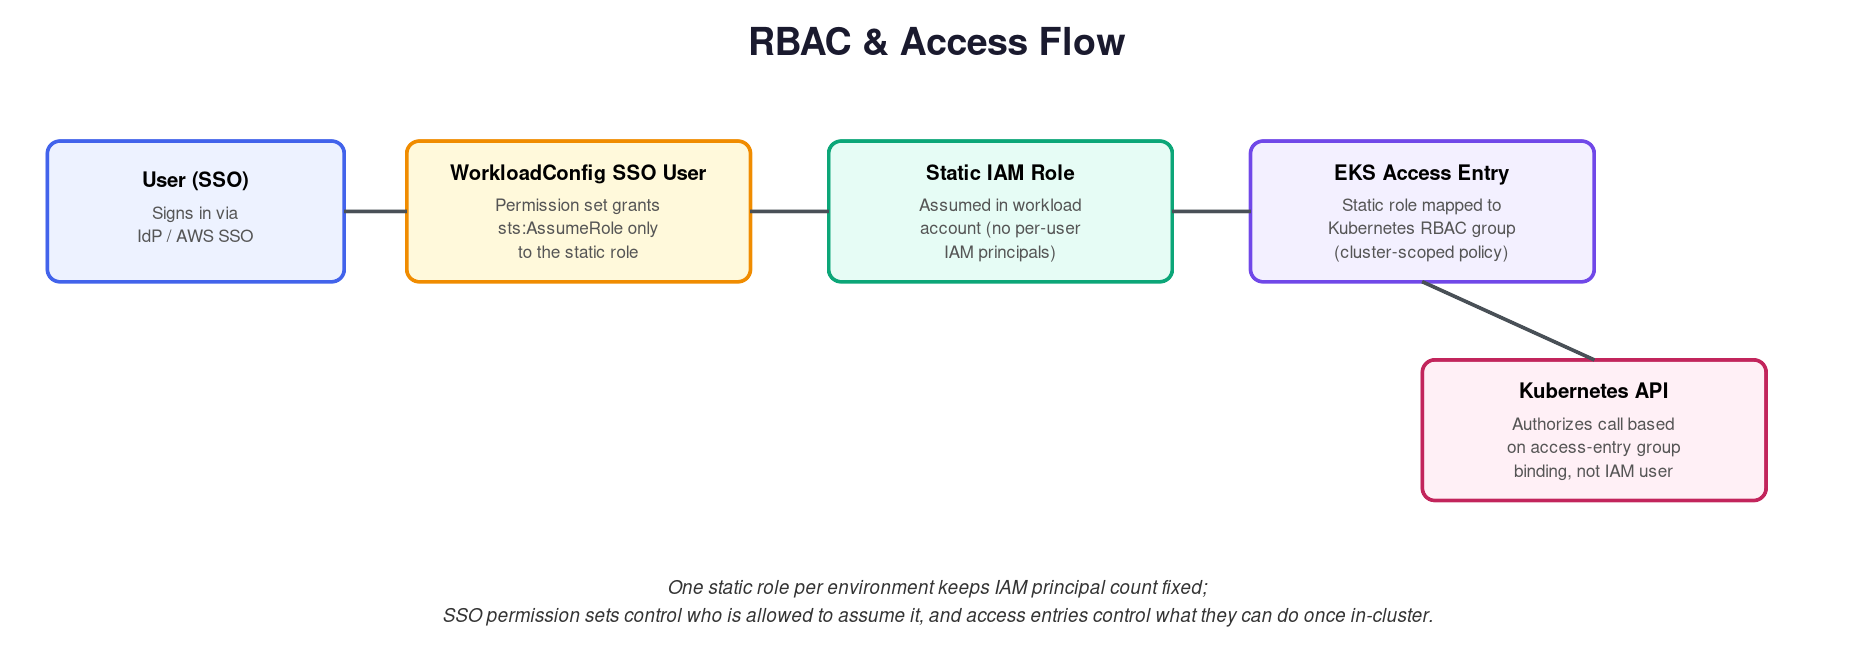 RBAC & Access Flow
User (SSO)
Signs in via
IdP / AWS SSO
WorkloadConfig SSO User
Permission set grants
sts:AssumeRole only
to the static role
Static IAM Role
Assumed in workload
account (no per-user
IAM principals)
EKS Access Entry
Static role mapped to
Kubernetes RBAC group
(cluster-scoped policy)
Kubernetes API
Authorizes call based
on access-entry group
binding, not IAM user
One static role per environment keeps IAM principal count fixed;
SSO permission sets control who is allowed to assume it, and access entries control what they can do once in-cluster.